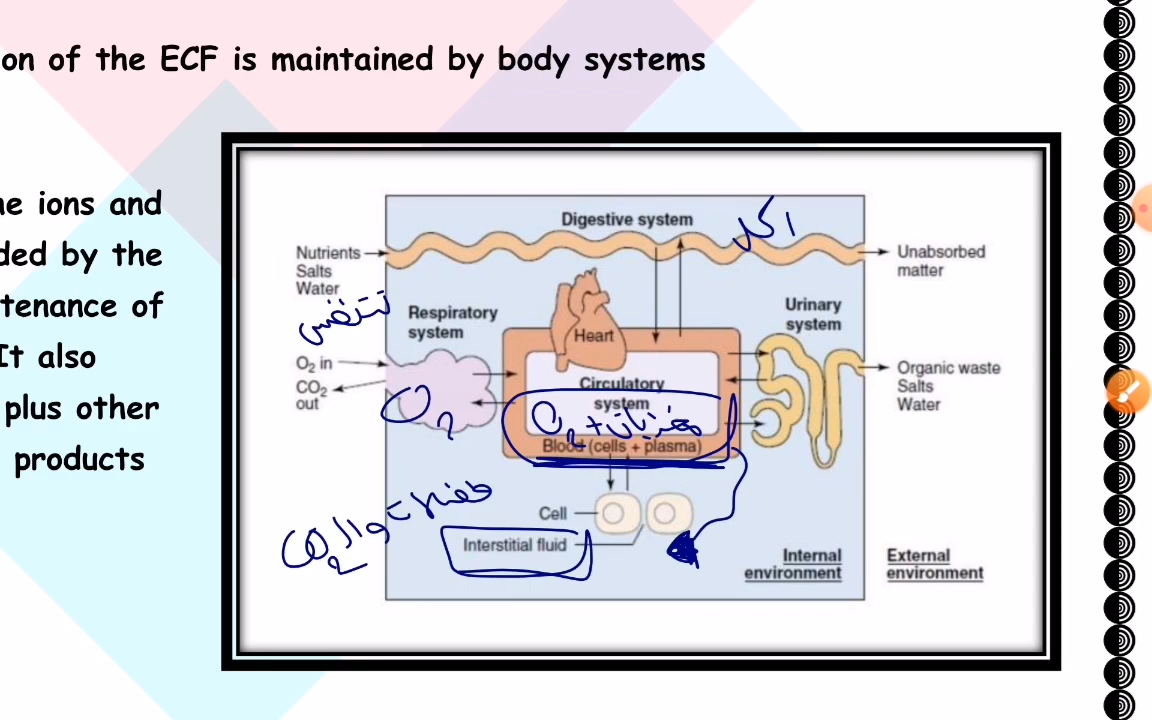 on of the ECF is maintained by body systems
ne ions and
ded by the
tenance of
It also
plus other
products
Digestive system
اكل
Nutrients
Salts
Water
Unabsorbed
matter
تنفس
Respiratory
system
Heart
Urinary
system
O₂ in
CO₂
out
O₂
Circulatory
system
O₂ +
Blood (cells + plasma)
Organic waste
Salts
Water
Cell
Interstitial fluid
CO₂
Internal
environment
External
environment